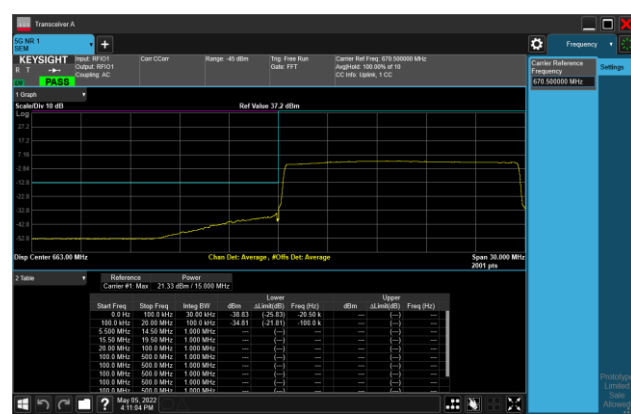 Transceiver A
5G NR 1
SEM
Frequency
KEYSIGHT
R T
PASS
Input: RFIO1
Output: RFIO1
Coupling: AC
Corr CCorr
Range: -45 dBm
Trig: Free Run
Gate: FFT
Carrier Ref Freq: 670.500000 MHz
Avg|Hold: 100.00% of 10
CC Info: Uplink, 1 CC
Carrier Reference
Frequency
670.500000 MHz
Settings
1 Graph
Scale/Div 10 dB
Ref Value 37.2 dBm
Log
27.2
17.2
7.16
-2.84
-12.8
-22.8
-32.8
-42.8
-52.8
Disp Center 663.00 MHz
Chan Det: Average, #Offs Det: Average
Span 30.000 MHz
2001 pts
2 Table
Reference Power
Carrier #1: Max 21.33 dBm / 15.000 MHz
Lower Upper
Start Freq Stop Freq Integ BW dBm ΔLimit(dB) Freq (Hz) dBm ΔLimit(dB) Freq (Hz)
0.0 Hz 100.0 kHz 30.00 kHz -38.83 (-25.83) -20.50 k --- (---) ---
100.0 kHz 20.00 MHz 100.0 kHz -34.81 (-21.81) -100.0 k --- (---) ---
5.500 MHz 14.50 MHz 1.000 MHz --- (---) --- --- (---) ---
15.50 MHz 19.50 MHz 1.000 MHz --- (---) --- --- (---) ---
20.00 MHz 100.0 MHz 1.000 MHz --- (---) --- --- (---) ---
100.0 MHz 500.0 MHz 1.000 MHz --- (---) --- --- (---) ---
100.0 MHz 500.0 MHz 1.000 MHz --- (---) --- --- (---) ---
100.0 MHz 500.0 MHz 1.000 MHz --- (---) --- --- (---) ---
100.0 MHz 500.0 MHz 1.000 MHz --- (---) --- --- (---) ---
May 05, 2022
4:11:04 PM
Prototype
Limited
Sale
Allowed